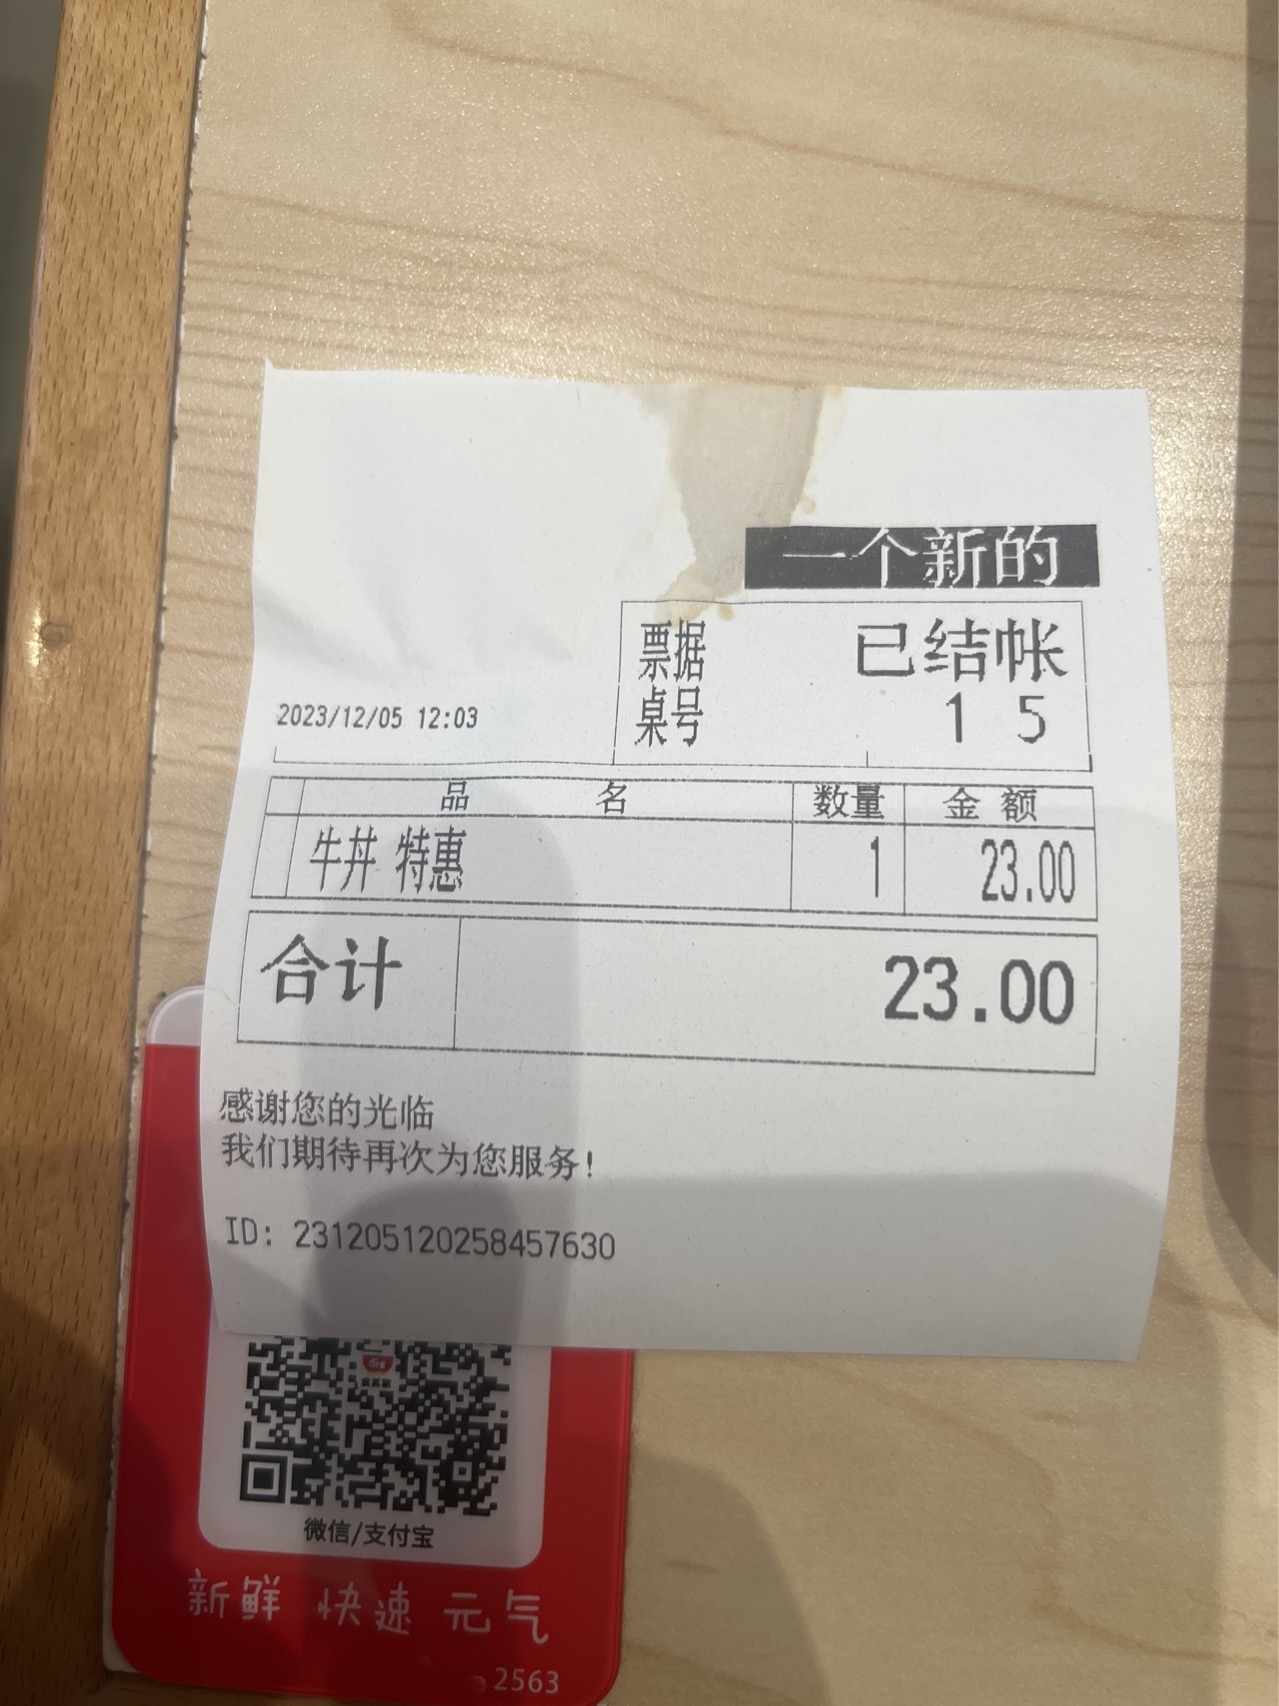 一个新的
票据 已结帐
桌号 1 5
2023/12/05 12:03
品 名 数量 金 额
牛丼 特惠 1 23.00
合计 23.00
感谢您的光临
我们期待再次为您服务!
ID: 231205120258457630
微信/支付宝
新鲜 快速 元气
2563